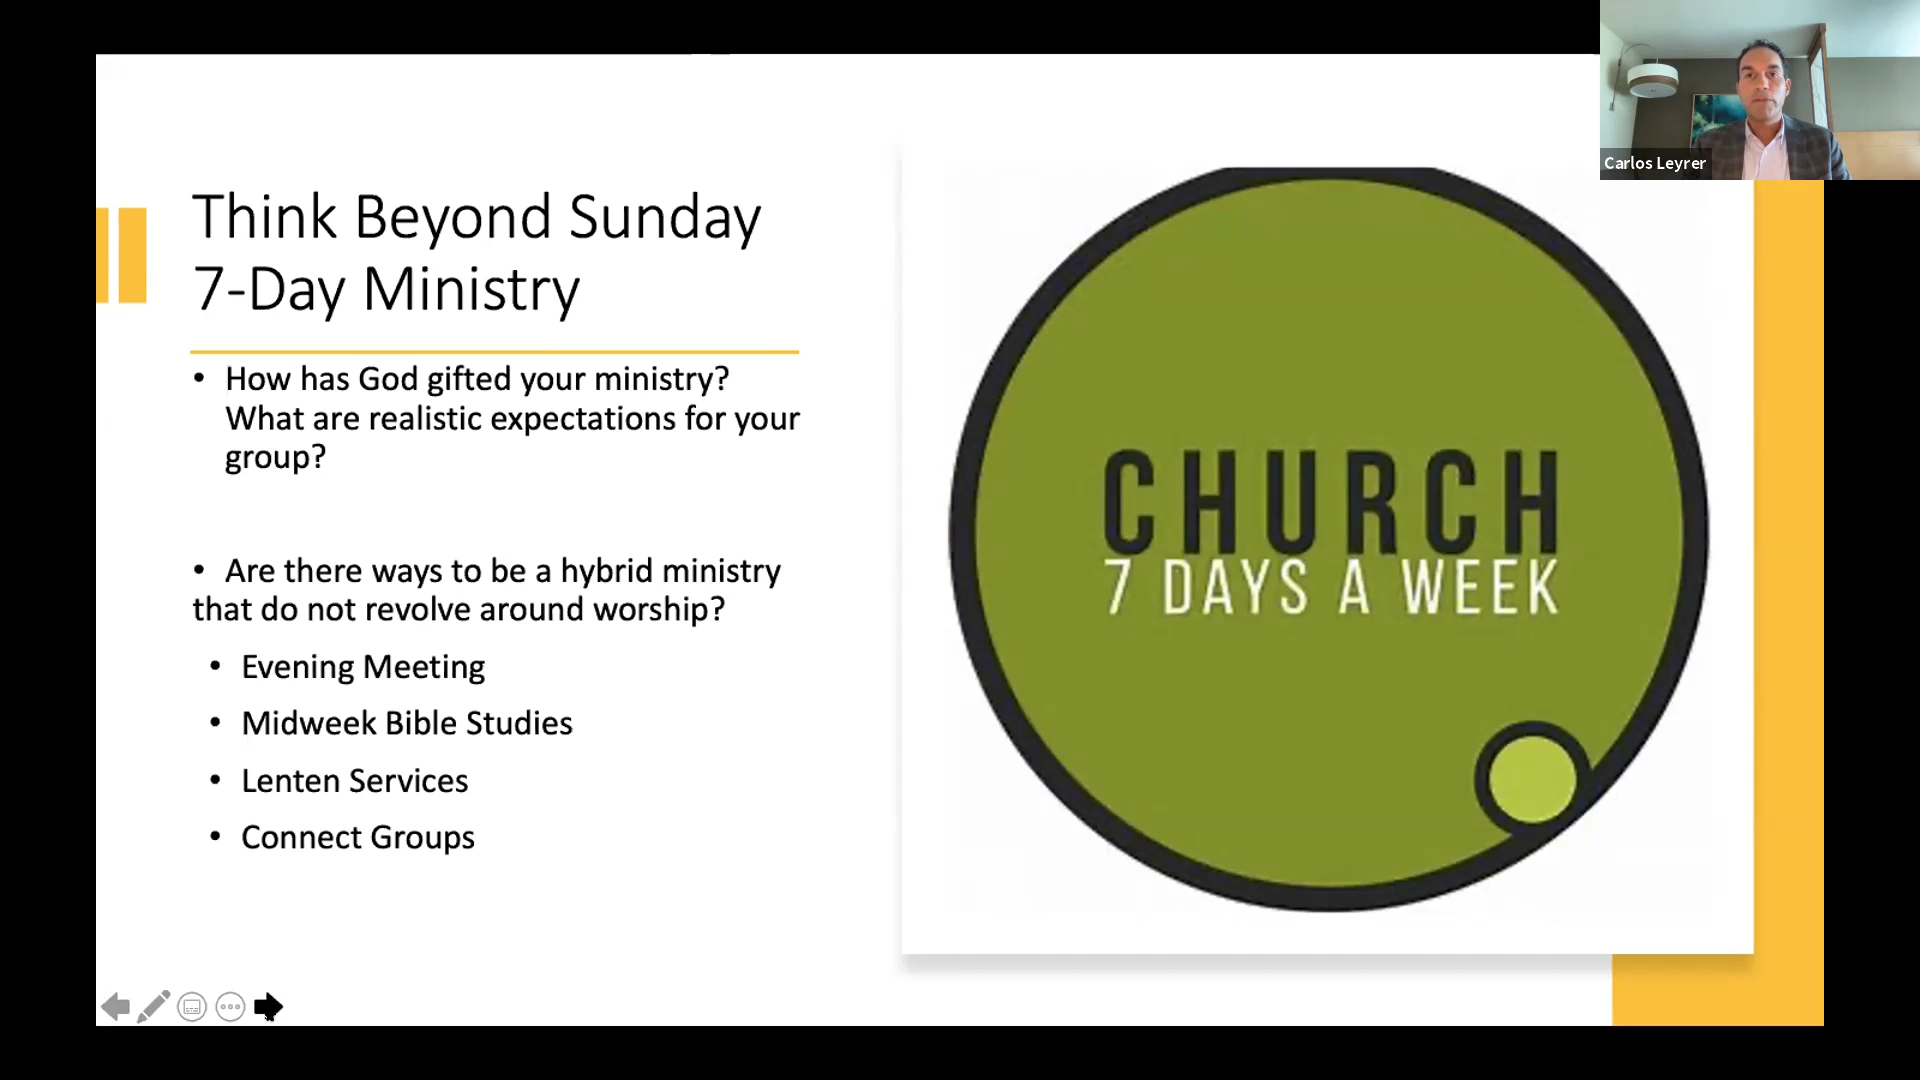 Think Beyond Sunday
7-Day Ministry
• How has God gifted your ministry?
What are realistic expectations for your
group?
• Are there ways to be a hybrid ministry
that do not revolve around worship?
• Evening Meeting
• Midweek Bible Studies
• Lenten Services
• Connect Groups
CHURCH
7 DAYS A WEEK
Carlos Leyrer